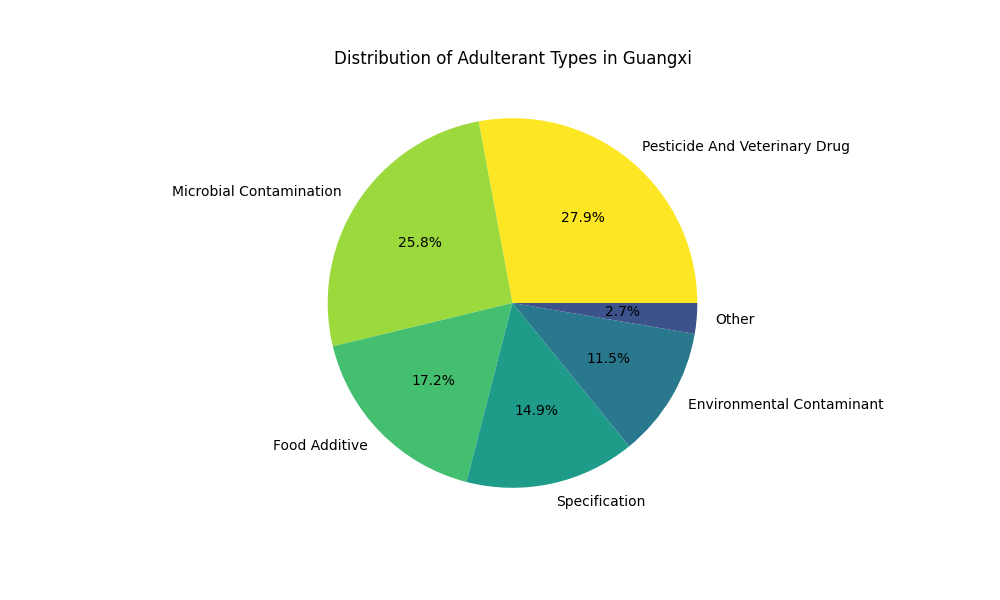 Distribution of Adulterant Types in Guangxi
Pesticide And Veterinary Drug
27.9%
Microbial Contamination
25.8%
Food Additive
17.2%
Specification
14.9%
Environmental Contaminant
11.5%
Other
2.7%